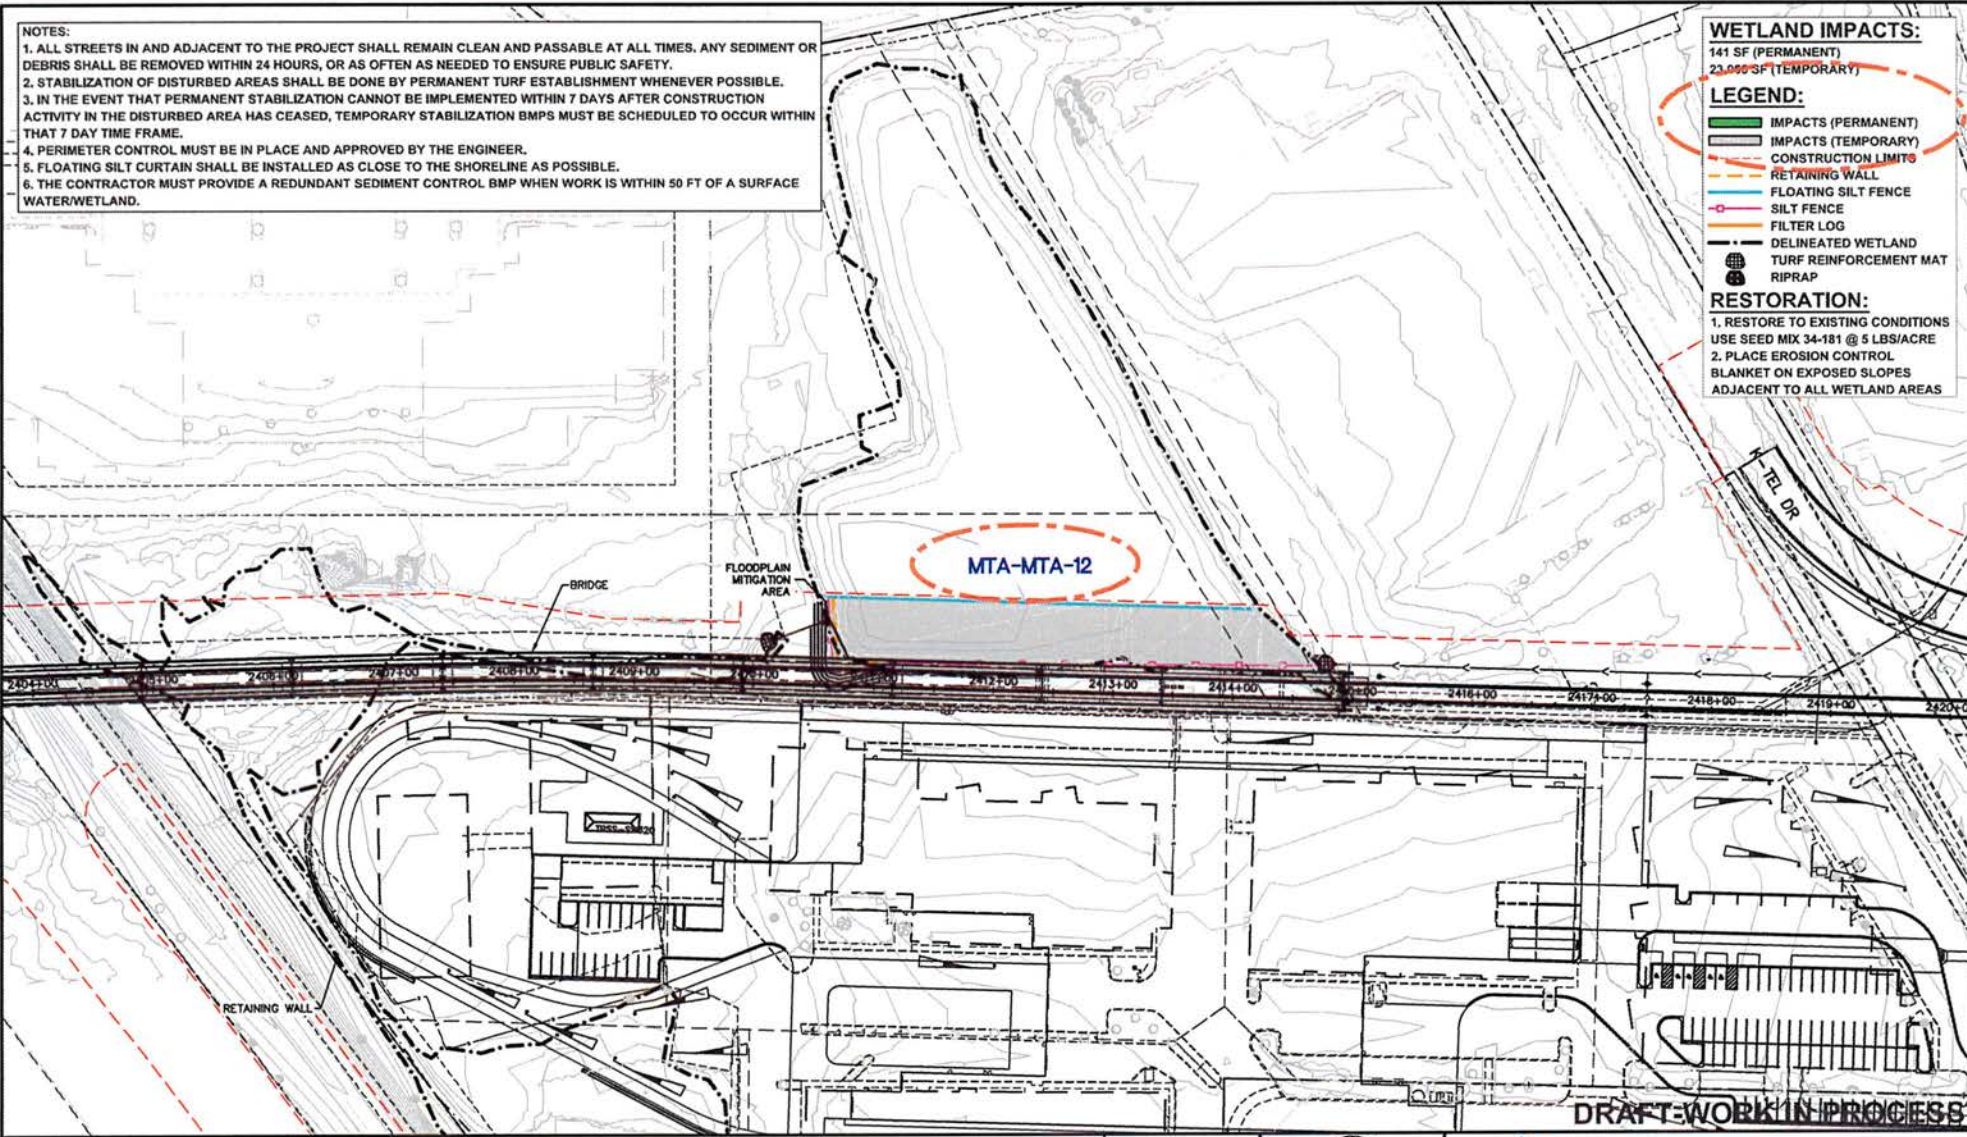 NOTES:
1. ALL STREETS IN AND ADJACENT TO THE PROJECT SHALL REMAIN CLEAN AND PASSABLE AT ALL TIMES. ANY SEDIMENT OR
DEBRIS SHALL BE REMOVED WITHIN 24 HOURS, OR AS OFTEN AS NEEDED TO ENSURE PUBLIC SAFETY.
2. STABILIZATION OF DISTURBED AREAS SHALL BE DONE BY PERMANENT TURF ESTABLISHMENT WHENEVER POSSIBLE.
3. IN THE EVENT THAT PERMANENT STABILIZATION CANNOT BE IMPLEMENTED WITHIN 7 DAYS AFTER CONSTRUCTION
ACTIVITY IN THE DISTURBED AREA HAS CEASED, TEMPORARY STABILIZATION BMPS MUST BE SCHEDULED TO OCCUR WITHIN
THAT 7 DAY TIME FRAME.
4. PERIMETER CONTROL MUST BE IN PLACE AND APPROVED BY THE ENGINEER.
5. FLOATING SILT CURTAIN SHALL BE INSTALLED AS CLOSE TO THE SHORELINE AS POSSIBLE.
6. THE CONTRACTOR MUST PROVIDE A REDUNDANT SEDIMENT CONTROL BMP WHEN WORK IS WITHIN 50 FT OF A SURFACE
WATER/WETLAND.
WETLAND IMPACTS:
141 SF (PERMANENT)
SF (TEMPORARY)
LEGEND:
IMPACTS (PERMANENT)
IMPACTS (TEMPORARY)
CONSTRUCTION LIMITS
RETAINING WALL
FLOATING SILT FENCE
SILT FENCE
FILTER LOG
DELINEATED WETLAND
TURF REINFORCEMENT MAT
RIPRAP
RESTORATION:
1. RESTORE TO EXISTING CONDITIONS
USE SEED MIX 34-181 @ 5 LBS/ACRE
2. PLACE EROSION CONTROL
BLANKET ON EXPOSED SLOPES
ADJACENT TO ALL WETLAND AREAS
K-TEL DR
MTA-MTA-12
FLOODPLAIN
MITIGATION
AREA
BRIDGE
2404+00
2406+00
2407+00
2408+00
2409+00
2412+00
2413+00
2414+00
2416+00
2417+00
2418+00
2419+00
RETAINING WALL
DRAFT-WORK IN PROCESS